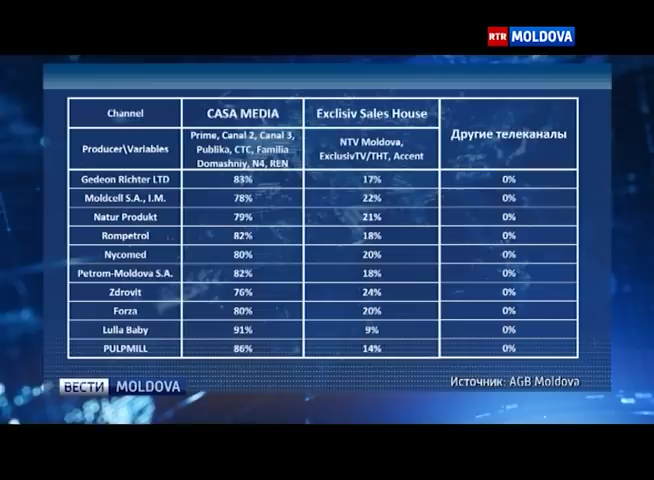 RTR MOLDOVA
Channel CASA MEDIA Exclisiv Sales House Другие телеканалы
Producer\Variables Prime, Canal 2, Canal 3, Publika, CTC, Familia Domashniy, N4, REN NTV Moldova, ExclusivTV/THT, Accent
Gedeon Richter LTD 83% 17% 0%
Moldcell S.A., I.M. 78% 22% 0%
Natur Produkt 79% 21% 0%
Rompetrol 82% 18% 0%
Nycomed 80% 20% 0%
Petrom-Moldova S.A. 82% 18% 0%
Zdrovit 76% 24% 0%
Forza 80% 20% 0%
Lulla Baby 91% 9% 0%
PULPMILL 86% 14% 0%
ВЕСТИ MOLDOVA
Источник: AGB Moldova